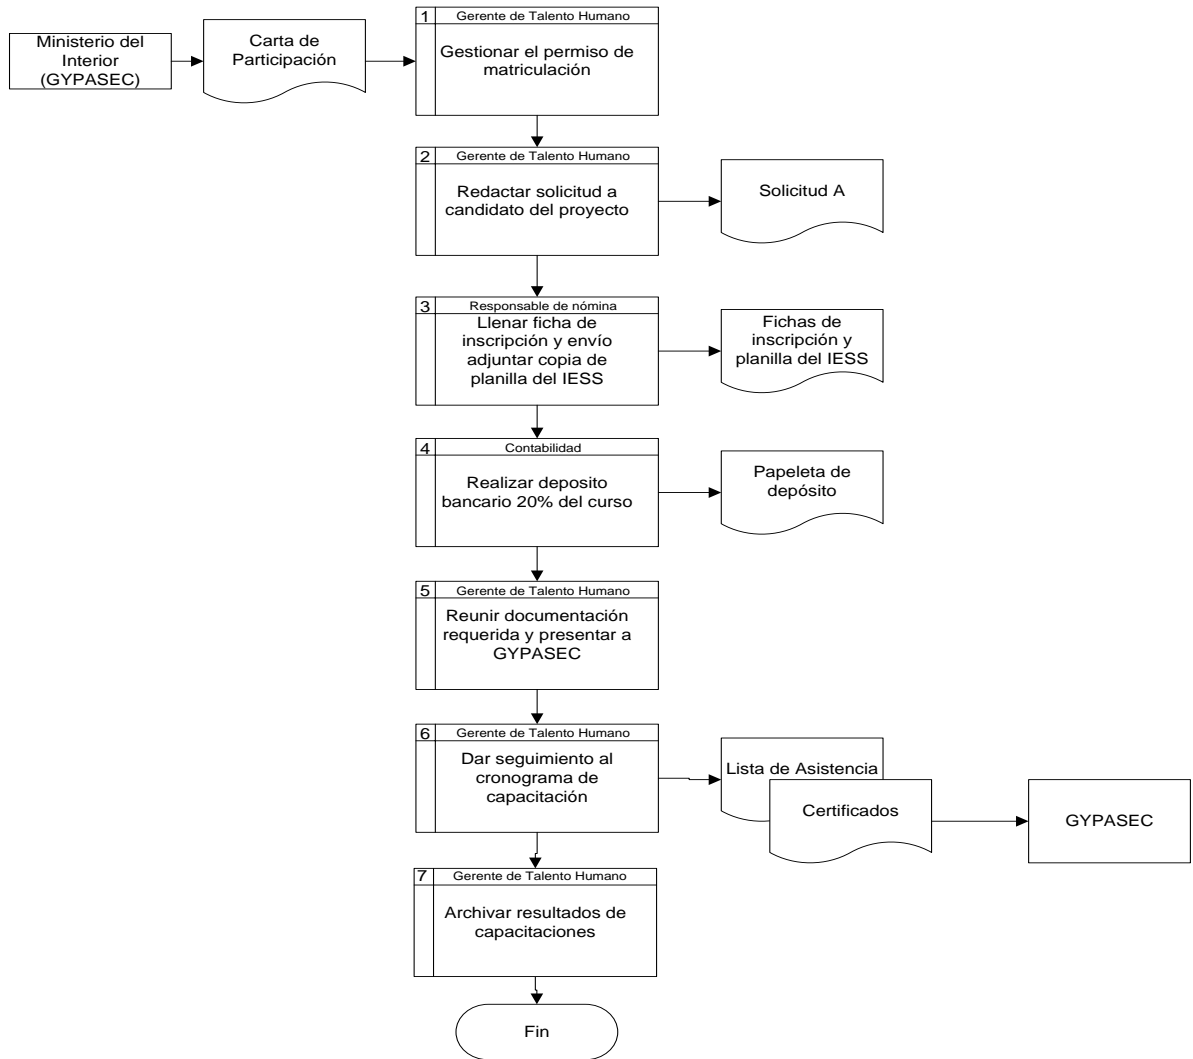 Ministerio del
Interior
(GYPASEC)
Carta de
Participación
1
Gerente de Talento Humano
Gestionar el permiso de
matriculación
2
Gerente de Talento Humano
Redactar solicitud a
candidato del proyecto
Solicitud A
3
Responsable de nómina
Llenar ficha de
inscripción y envío
adjuntar copia de
planilla del IESS
Fichas de
inscripción y
planilla del IESS
4
Contabilidad
Realizar deposito
bancario 20% del curso
Papeleta de
depósito
5
Gerente de Talento Humano
Reunir documentación
requerida y presentar a
GYPASEC
6
Gerente de Talento Humano
Dar seguimiento al
cronograma de
capacitación
Lista de Asistencia
Certificados
GYPASEC
7
Gerente de Talento Humano
Archivar resultados de
capacitaciones
Fin